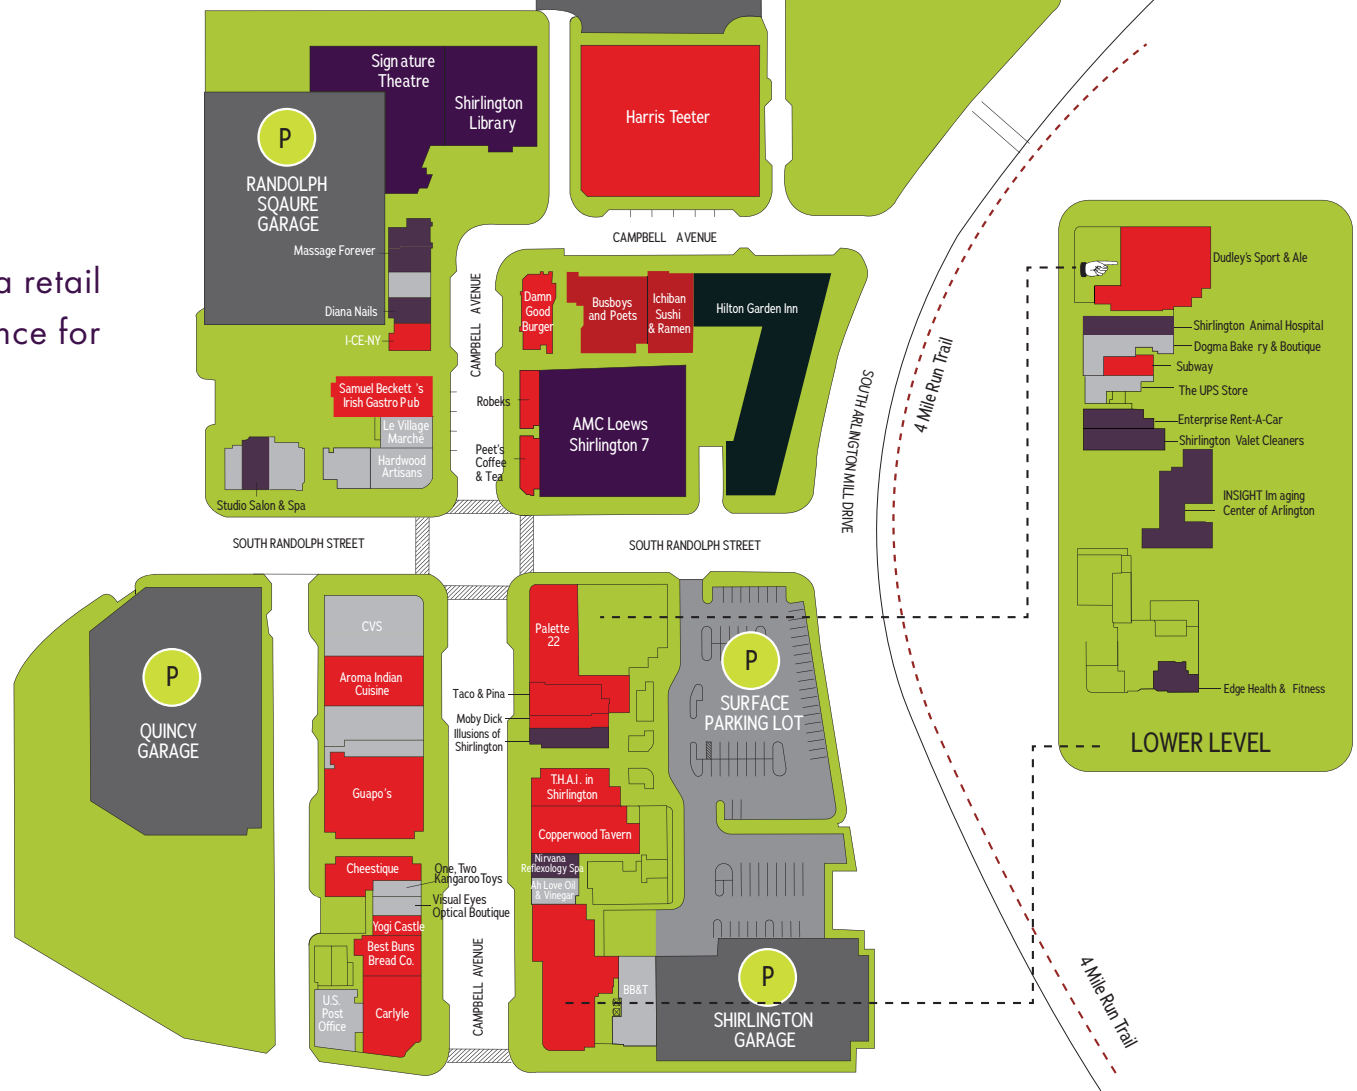 a retail
nce for
Signature
Theatre
Shirlington
Library
Harris Teeter
P
RANDOLPH
SQAURE
GARAGE
Massage Forever
Diana Nails
I-CE-NY
CAMPBELL AVENUE
CAMPBELL AVENUE
Damn
Good
Burger
Busboys
and Poets
Ichiban
Sushi
& Ramen
Hilton Garden Inn
Samuel Beckett 's
Irish Gastro Pub
Le Village
Marché
Hardwood
Artisans
Studio Salon & Spa
Robeks
Peet's
Coffee
& Tea
AMC Loews
Shirlington 7
SOUTH ARLINGTON MILL DRIVE
4 Mile Run Trail
SOUTH RANDOLPH STREET
SOUTH RANDOLPH STREET
Dudley's Sport & Ale
Shirlington Animal Hospital
Dogma Bake ry & Boutique
Subway
The UPS Store
Enterprise Rent-A-Car
Shirlington Valet Cleaners
INSIGHT Im aging
Center of Arlington
Edge Health & Fitness
LOWER LEVEL
P
QUINCY
GARAGE
CVS
Aroma Indian
Cuisine
Guapo's
Cheestique
One, Two
Kangaroo Toys
Visual Eyes
Optical Boutique
Yogi Castle
Best Buns
Bread Co.
U.S.
Post
Office
Carlyle
CAMPBELL AVENUE
Palette
22
Taco & Pina
Moby Dick
Illusions of
Shirlington
T.H.A.I. in
Shirlington
Copperwood Tavern
Nirvana
Reflexology Spa
Ah Love Oil
& Vinegar
BB&T
P
SURFACE
PARKING LOT
P
SHIRLINGTON
GARAGE
4 Mile Run Trail